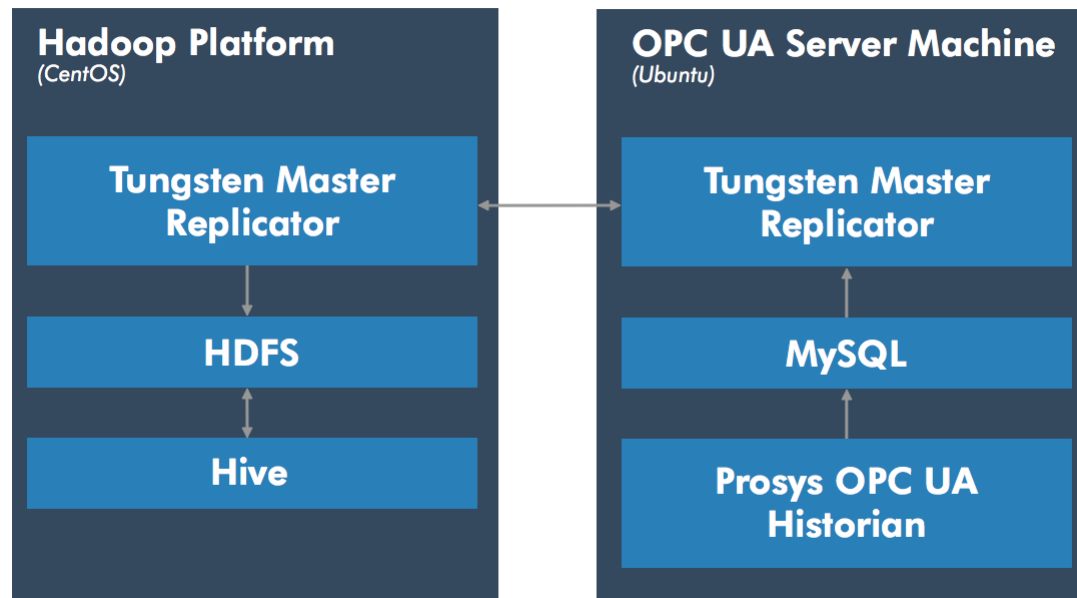 Hadoop Platform
(CentOS)
Tungsten Master
Replicator
HDFS
Hive
OPC UA Server Machine
(Ubuntu)
Tungsten Master
Replicator
MySQL
Prosys OPC UA
Historian